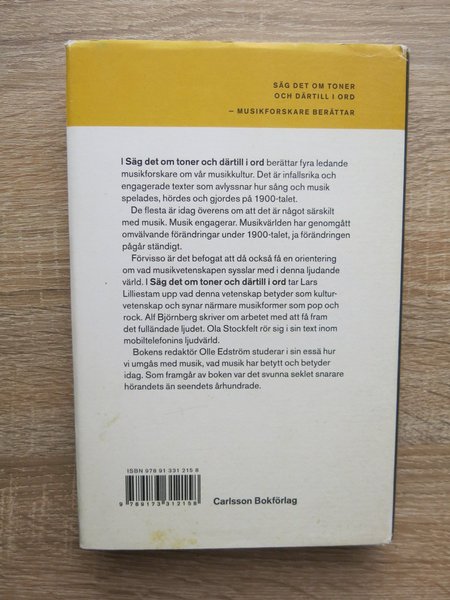 SÄG DET OM TONER
OCH DÄRTILL I ORD
– MUSIKFORSKARE BERÄTTAR
I Säg det om toner och därtill i ord berättar fyra ledande
musikforskare om vår musikkultur. Det är infallsrika och
engagerade texter som avlyssnar hur sång och musik
spelades, hördes och gjordes på 1900-talet.
De flesta är idag överens om att det är något särskilt
med musik. Musik engagerar. Musikvärlden har genomgått
omvälvande förändringar under 1900-talet, ja förändringen
pågår ständigt.
Förvisso är det befogat att då också få en orientering
om vad musikvetenskapen sysslar med i denna ljudande
värld. I Säg det om toner och därtill i ord tar Lars
Lilliestam upp vad denna vetenskap betyder som kultur-
vetenskap och synar närmare musikformer som pop och
rock. Alf Björnberg skriver om arbetet med att få fram
det fulländade ljudet. Ola Stockfelt rör sig i sin text inom
mobiltelefonins ljudvärld.
Bokens redaktör Olle Edström studerar i sin essä hur
vi umgås med musik, vad musik har betytt och betyder
idag. Som framgår av boken var det svunna seklet snarare
hörandets än seendets århundrade.
ISBN 978 91 7331 215 8
9 789173 312158
Carlsson Bokförlag